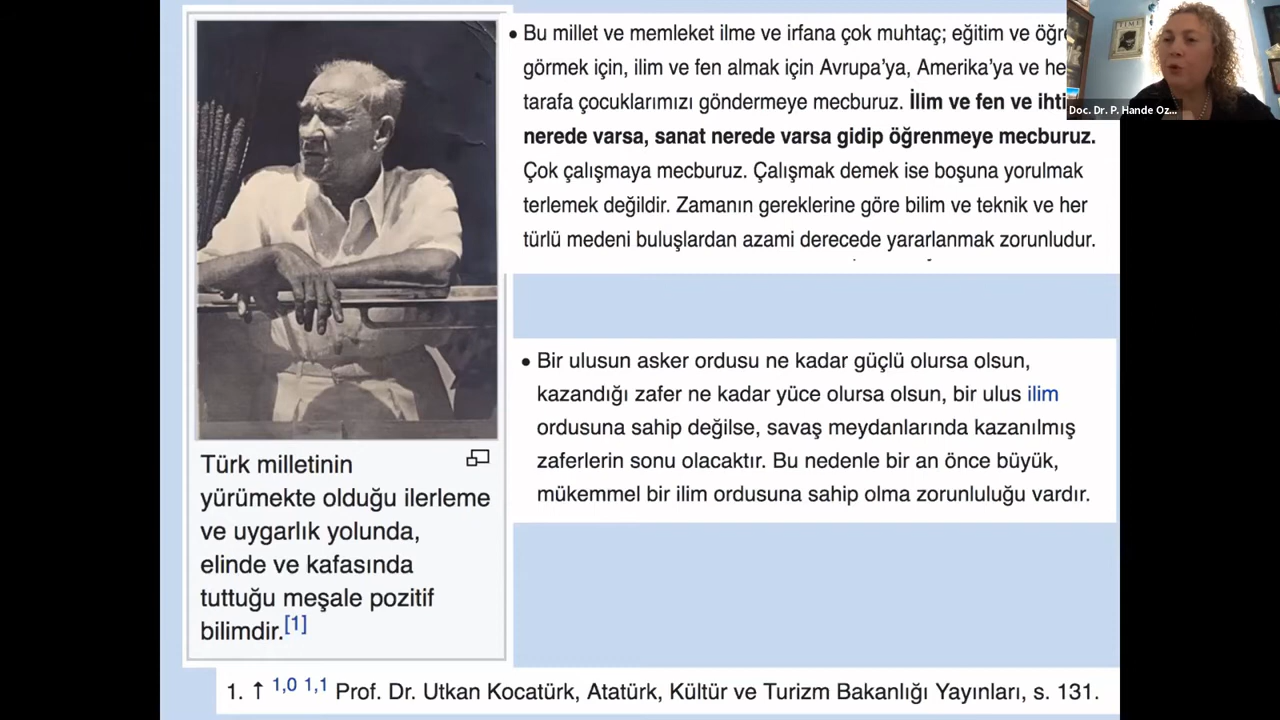 Bu millet ve memleket ilme ve irfana çok muhtaç; eğitim ve
görmek için, ilim ve fen almak için Avrupa'ya, Amerika'ya ve
tarafa çocuklarımızı göndermeye mecburuz. İlim ve fen ve
nerede varsa, sanat nerede varsa gidip öğrenmeye mecburuz.
Çok çalışmaya mecburuz. Çalışmak demek ise boşuna yorulmak
terlemek değildir. Zamanın gereklerine göre bilim ve teknik ve her
türlü medeni buluşlardan azami derecede yararlanmak zorunludur.
TIME
Doc. Dr. P. Hande Oz...
Bir ulusun asker ordusu ne kadar güçlü olursa olsun,
kazandığı zafer ne kadar yüce olursa olsun, bir ulus ilim
ordusuna sahip değilse, savaş meydanlarında kazanılmış
zaferlerin sonu olacaktır. Bu nedenle bir an önce büyük,
mükemmel bir ilim ordusuna sahip olma zorunluluğu vardır.
Türk milletinin
yürümekte olduğu ilerleme
ve uygarlık yolunda,
elinde ve kafasında
tuttuğu meşale pozitif
bilimdir.[1]
1. ↑ 1,0 1,1 Prof. Dr. Utkan Kocatürk, Atatürk, Kültür ve Turizm Bakanlığı Yayınları, s. 131.